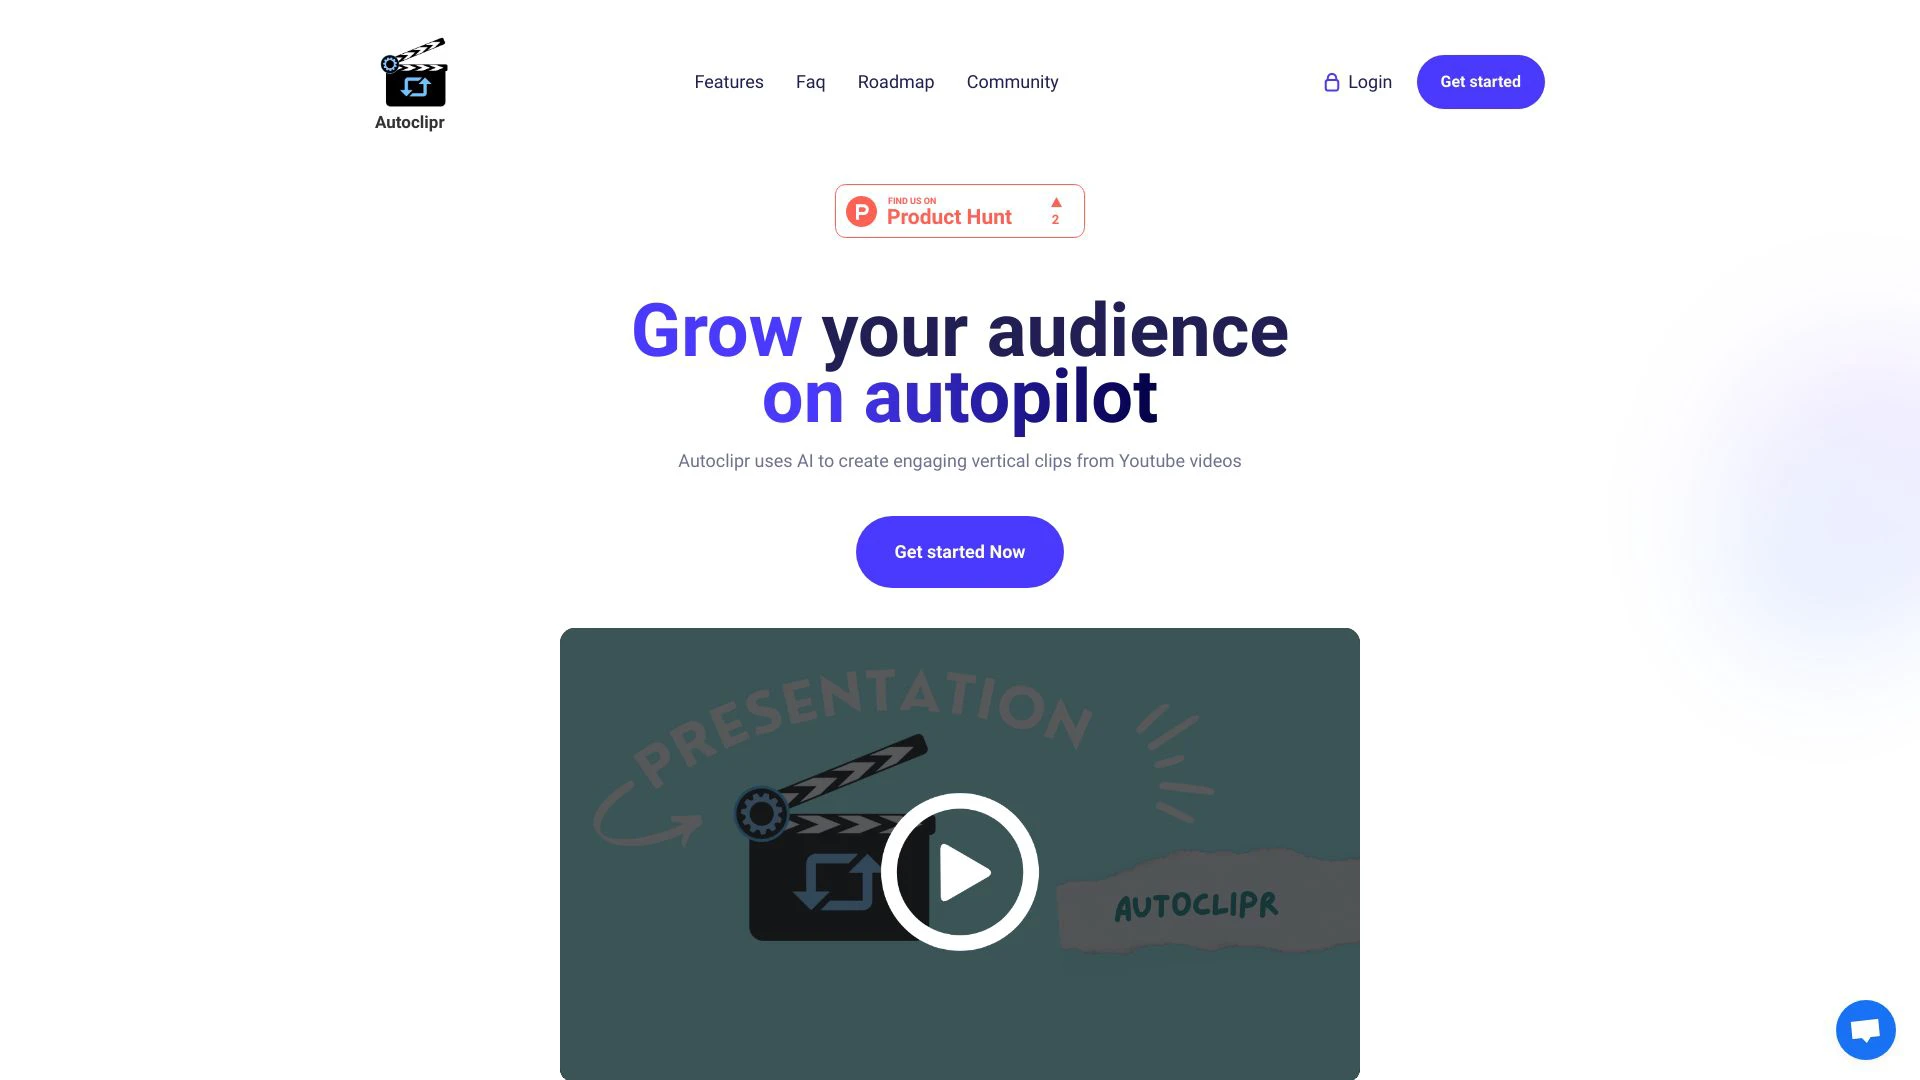 Autoclipr
Features
Faq
Roadmap
Community
Login
Get started
FIND US ON
Product Hunt
2
Grow your audience
on autopilot
Autoclipr uses AI to create engaging vertical clips from Youtube videos
Get started Now
PRESENTATION
AUTOCLIPR